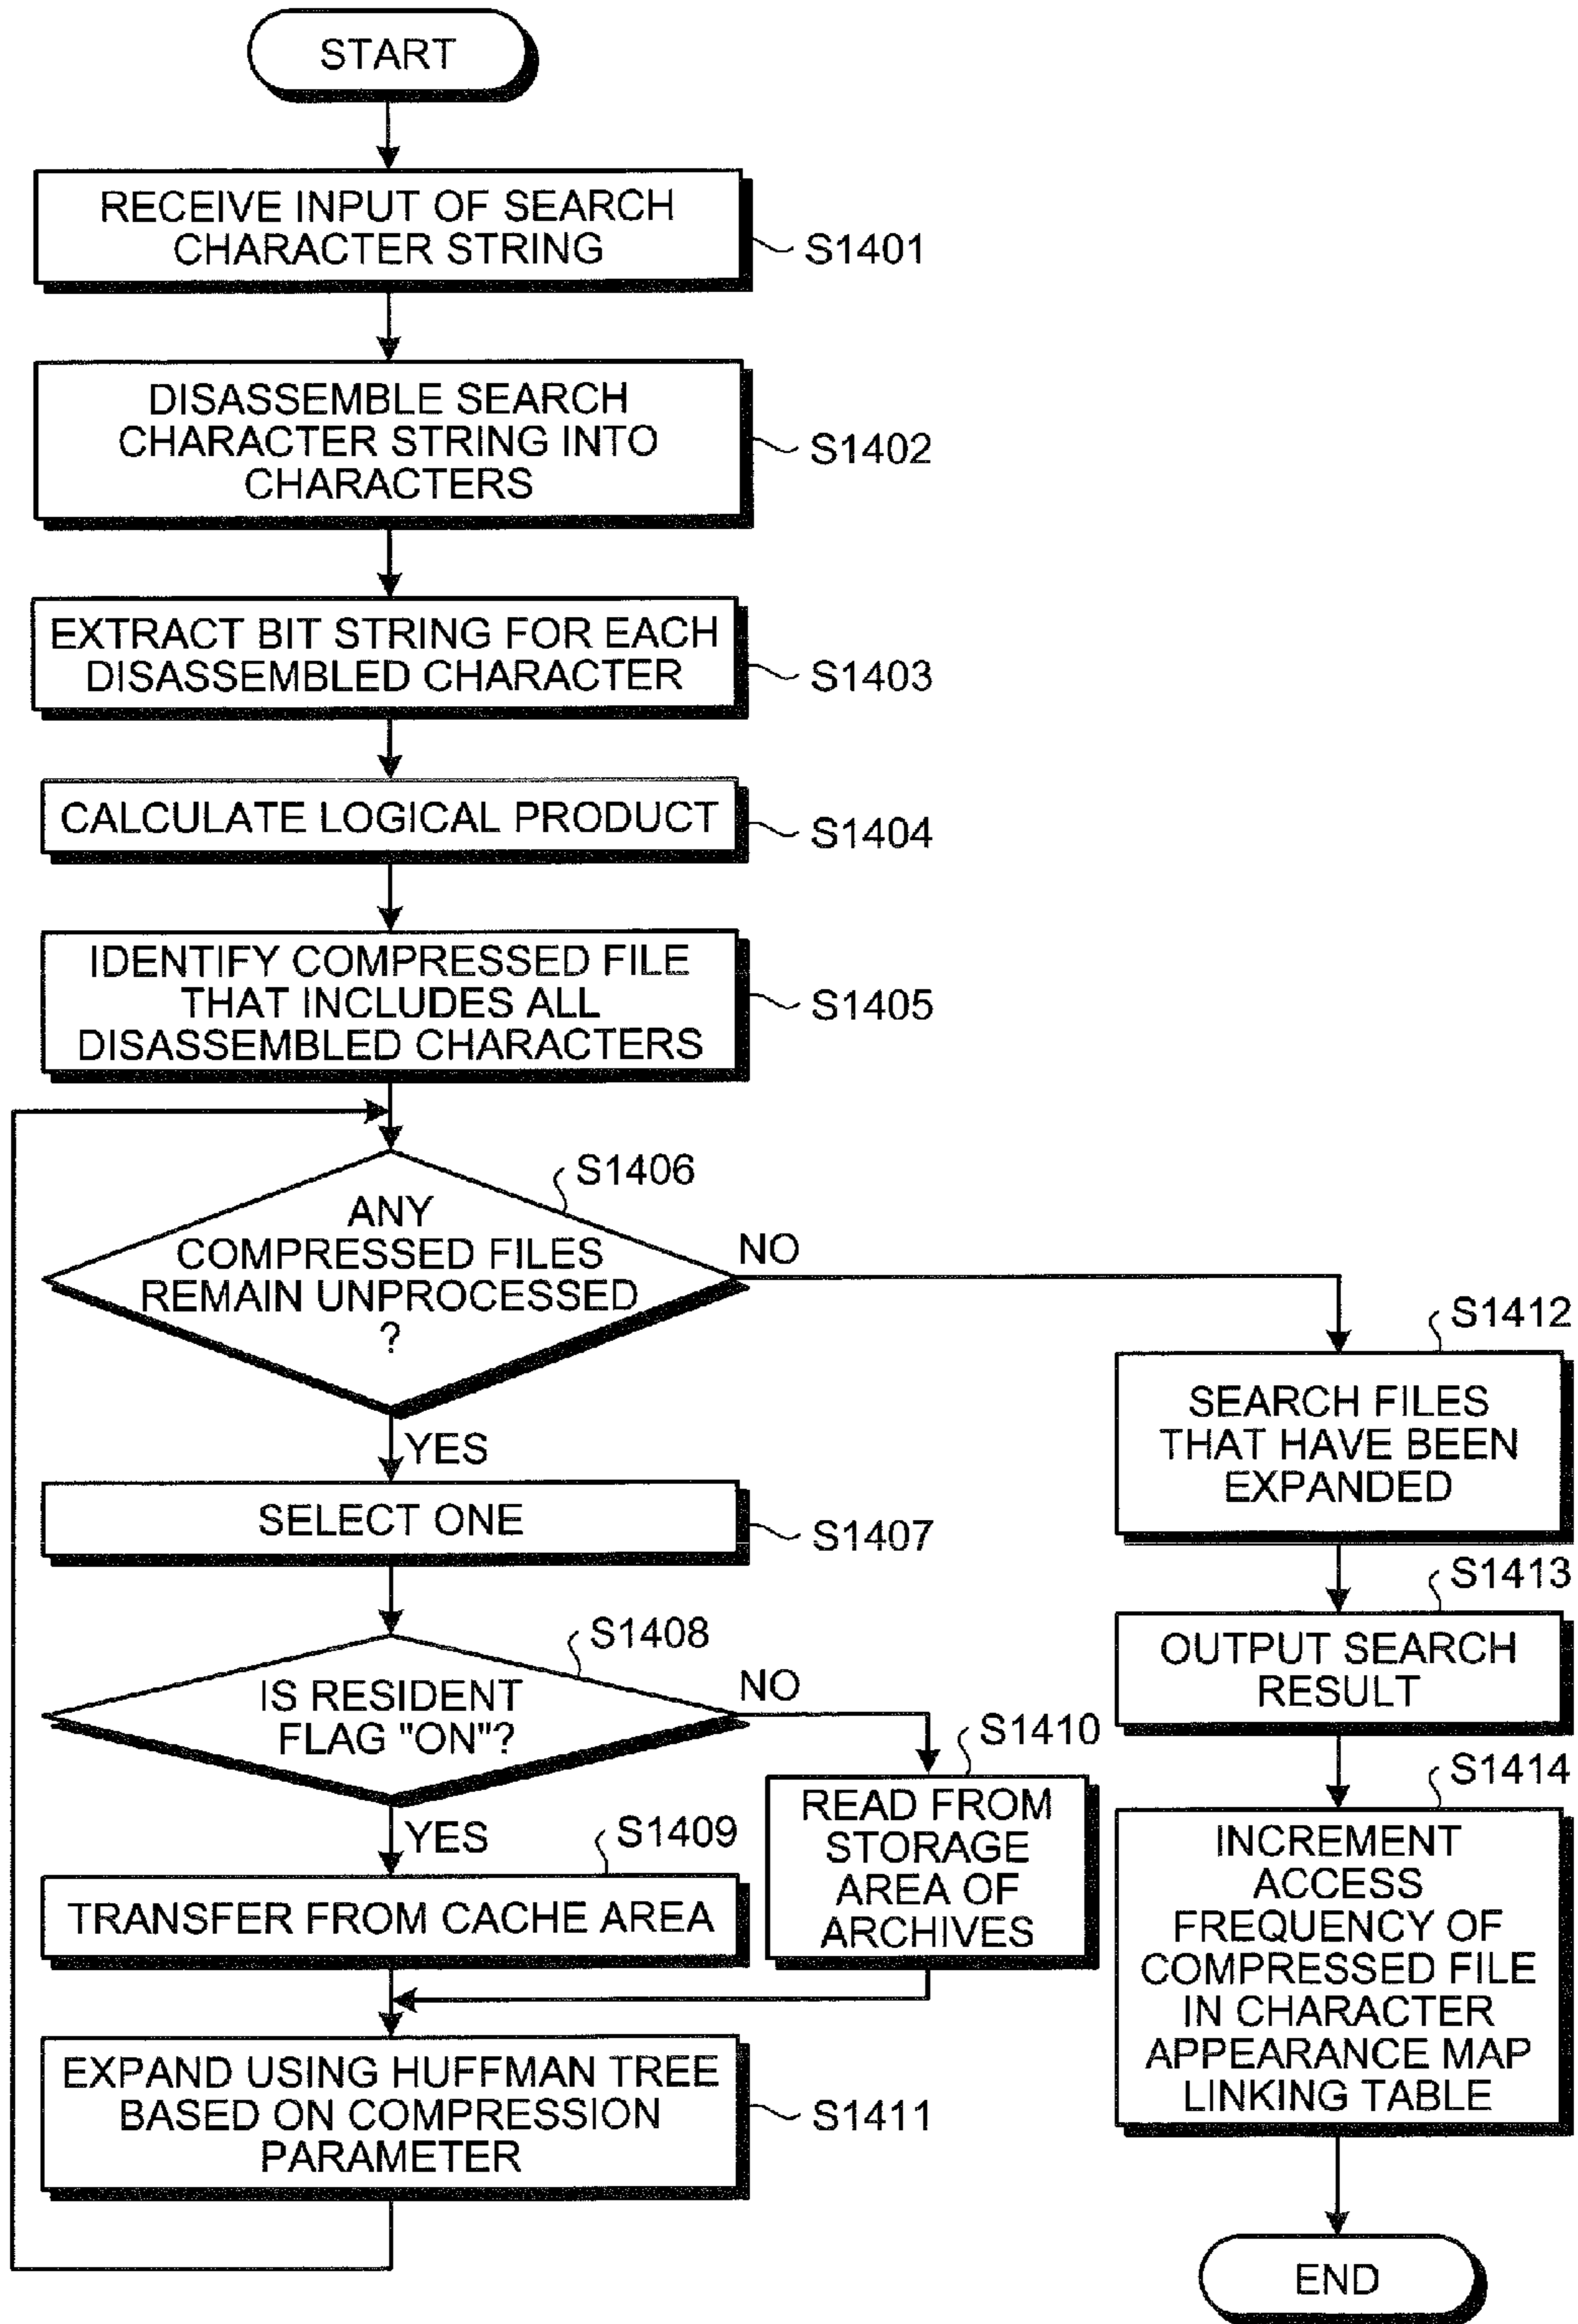 START
RECEIVE INPUT OF SEARCH
CHARACTER STRING
S1401
DISASSEMBLE SEARCH
CHARACTER STRING INTO
CHARACTERS
S1402
EXTRACT BIT STRING FOR EACH
DISASSEMBLED CHARACTER
S1403
CALCULATE LOGICAL PRODUCT
S1404
IDENTIFY COMPRESSED FILE
THAT INCLUDES ALL
DISASSEMBLED CHARACTERS
S1405
S1406
ANY
COMPRESSED FILES
REMAIN UNPROCESSED
?
NO
YES
SELECT ONE
S1407
S1408
IS RESIDENT
FLAG "ON"?
NO
YES
S1409
TRANSFER FROM CACHE AREA
S1410
READ FROM
STORAGE
AREA OF
ARCHIVES
EXPAND USING HUFFMAN TREE
BASED ON COMPRESSION
PARAMETER
S1411
S1412
SEARCH FILES
THAT HAVE BEEN
EXPANDED
S1413
OUTPUT SEARCH
RESULT
S1414
INCREMENT
ACCESS
FREQUENCY OF
COMPRESSED FILE
IN CHARACTER
APPEARANCE MAP
LINKING TABLE
END